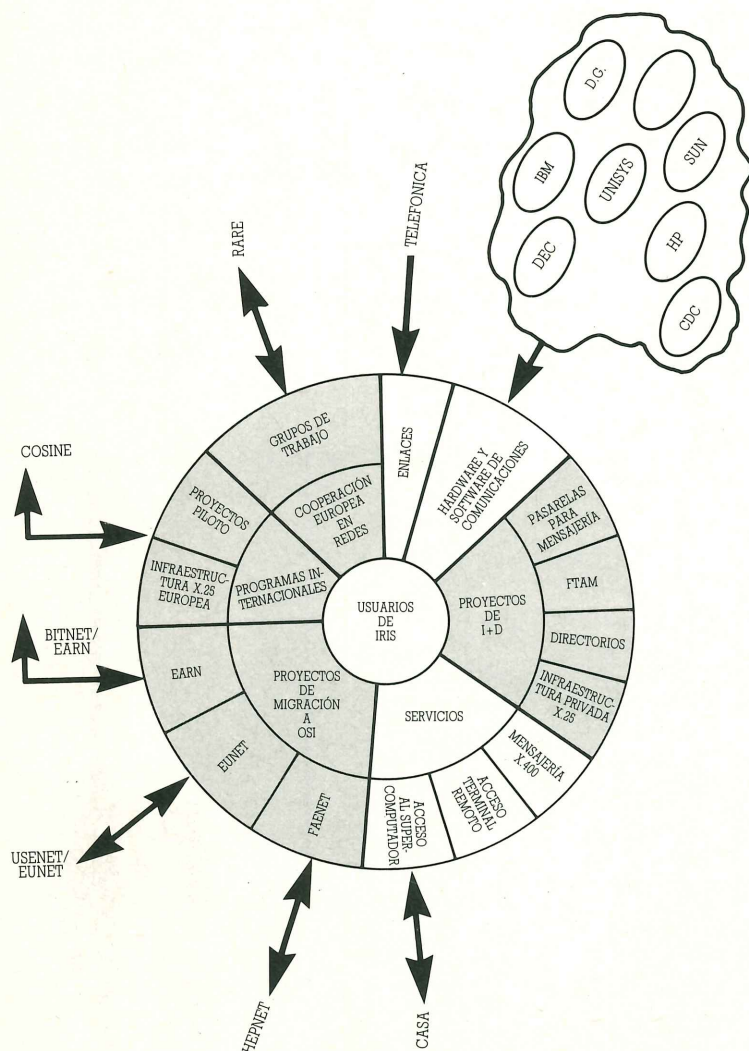 D.G.
IBM
UNISYS
SUN
DEC
HP
CDC
TELEFONICA
RARE
COSINE
BITNET/
EARN
USENET/
EUNET
HEPNET
CASA
GRUPOS DE
TRABAJO
ENLACES
HARDWARE Y
SOFTWARE DE
COMUNICACIONES
PROYECTOS
PILOTO
COOPERACIÓN
EUROPEA
EN
REDES
PASARELAS
PARA
MENSAJERÍA
INFRAESTRUC-
TURA X.25
EUROPEA
PROGRAMAS IN-
TERNACIONALES
USUARIOS
DE
IRIS
PROYECTOS
DE
I+D
FTAM
DIRECTORIOS
EARN
PROYECTOS
DE
MIGRACIÓN
A
OSI
SERVICIOS
INFRAESTRUC-
TURA PRIVADA
X.25
EUNET
MENSAJERÍA
X.400
FAENET
ACCESO
AL SUPER-
COMPUTADOR
ACCESO
TERMINAL
REMOTO